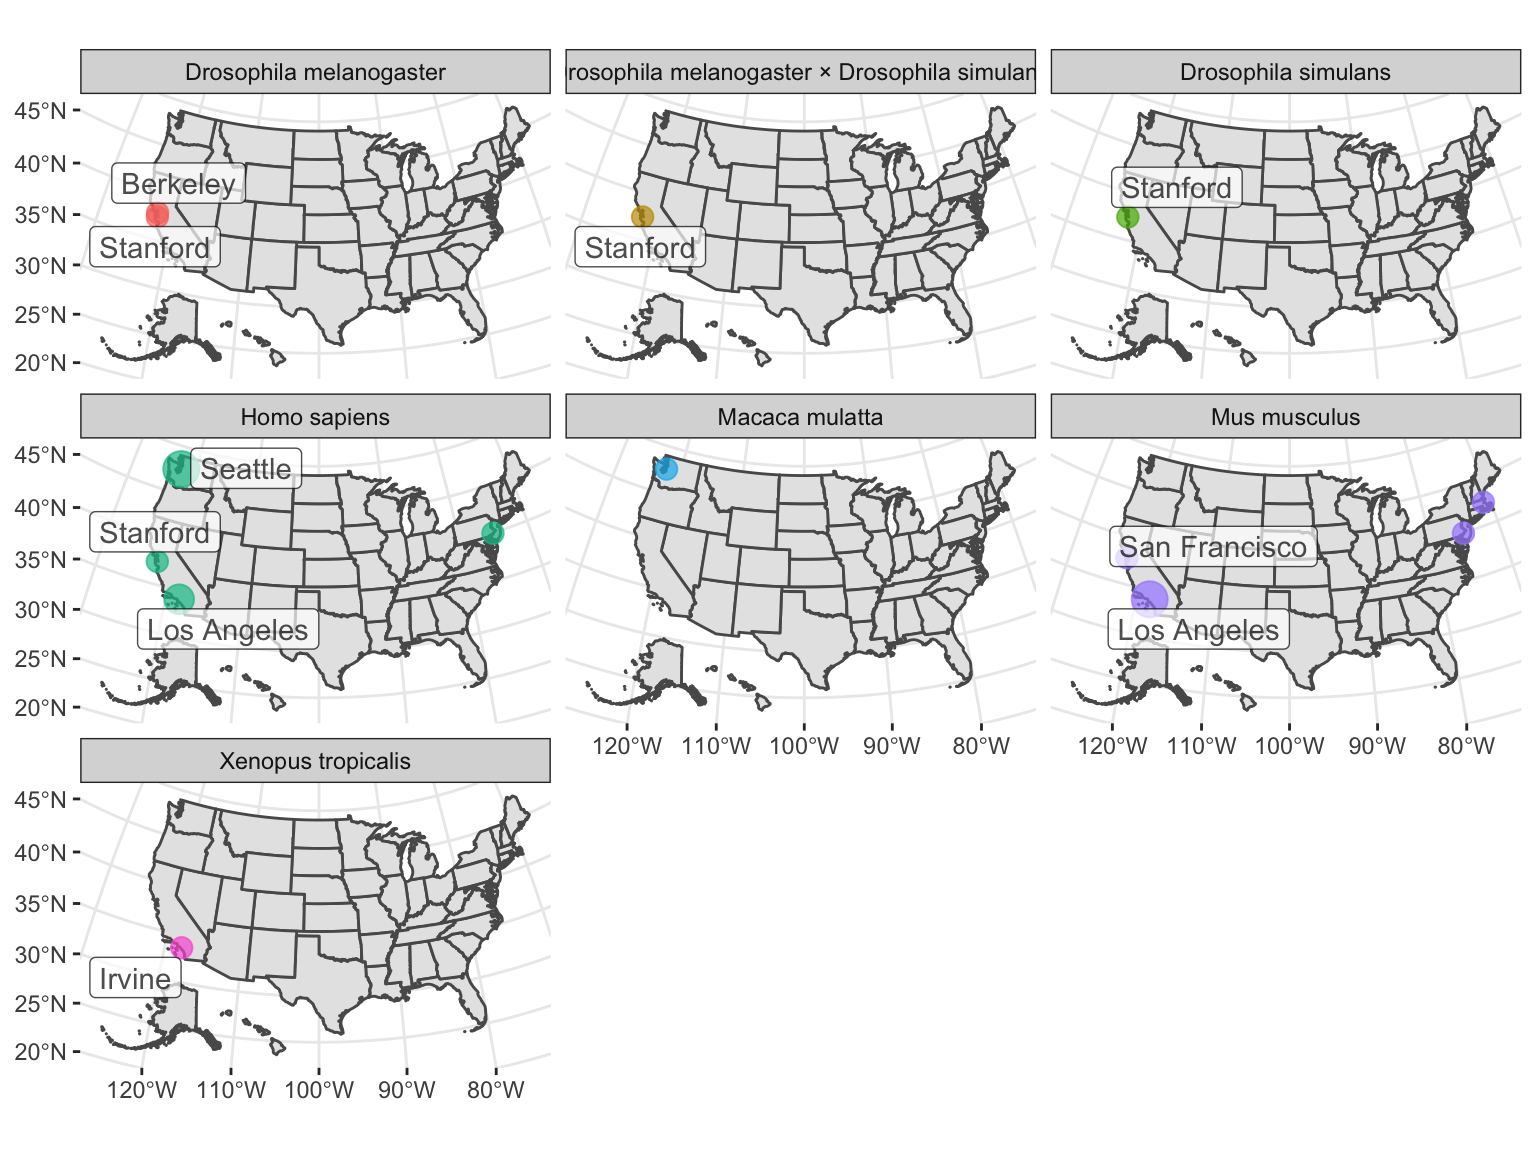 Drosophila melanogaster
rosophila melanogaster × Drosophila simulan
Drosophila simulans
45°N
40°N
35°N
30°N
25°N
20°N
Berkeley
Stanford
Stanford
Stanford
Homo sapiens
Macaca mulatta
Mus musculus
45°N
40°N
35°N
30°N
25°N
20°N
Seattle
Stanford
Los Angeles
San Francisco
Los Angeles
120°W 110°W 100°W 90°W 80°W
120°W 110°W 100°W 90°W 80°W
Xenopus tropicalis
45°N
40°N
35°N
30°N
25°N
20°N
Irvine
120°W 110°W 100°W 90°W 80°W